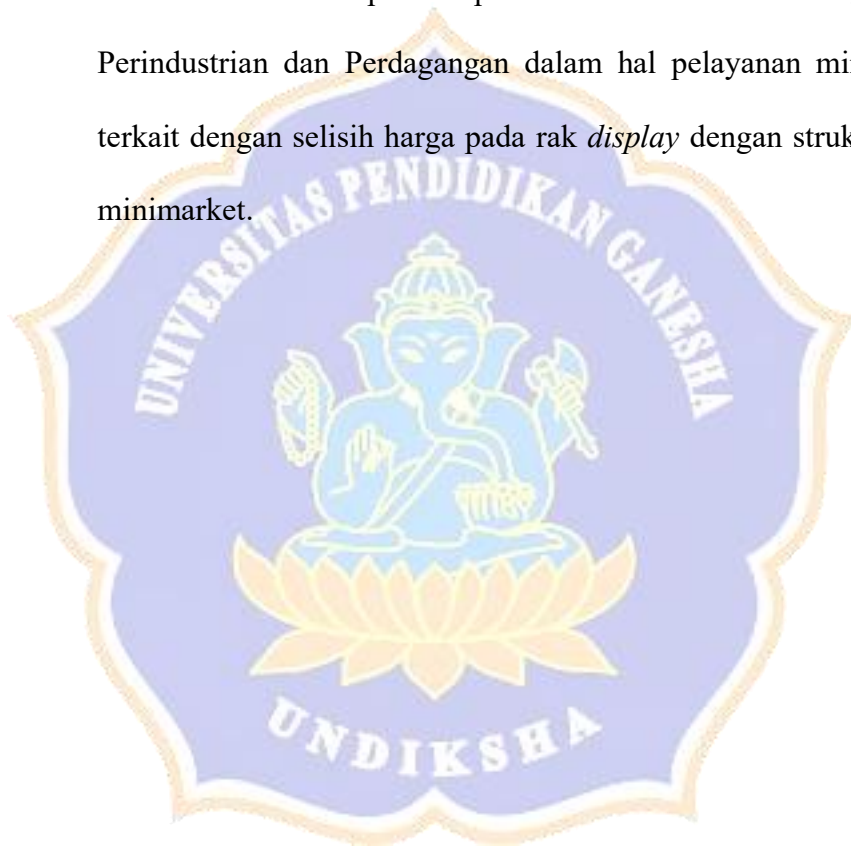 Perindustrian dan Perdagangan dalam hal pelayanan
terkait dengan selisih harga pada rak display dengan struk
minimarket.
UNIVERSITAS PENDIDIKAN GANESHA
UNDIKSHA